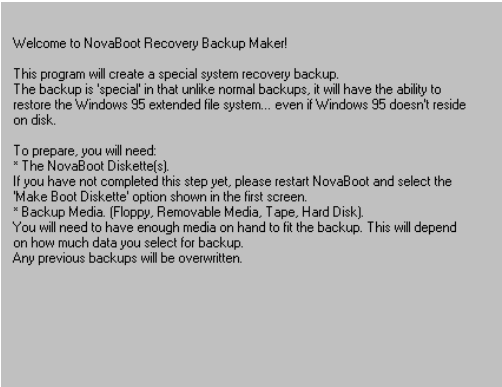 Welcome to NovaBoot Recovery Backup Maker!
This program will create a special system recovery backup.
The backup is 'special' in that unlike normal backups, it will have the ability to
restore the Windows 95 extended file system... even if Windows 95 doesn't reside
on disk.
To prepare, you will need:
* The NovaBoot Diskette(s).
If you have not completed this step yet, please restart NovaBoot and select the
'Make Boot Diskette' option shown in the first screen.
* Backup Media. (Floppy, Removable Media, Tape, Hard Disk).
You will need to have enough media on hand to fit the backup. This will depend
on how much data you select for backup.
Any previous backups will be overwritten.